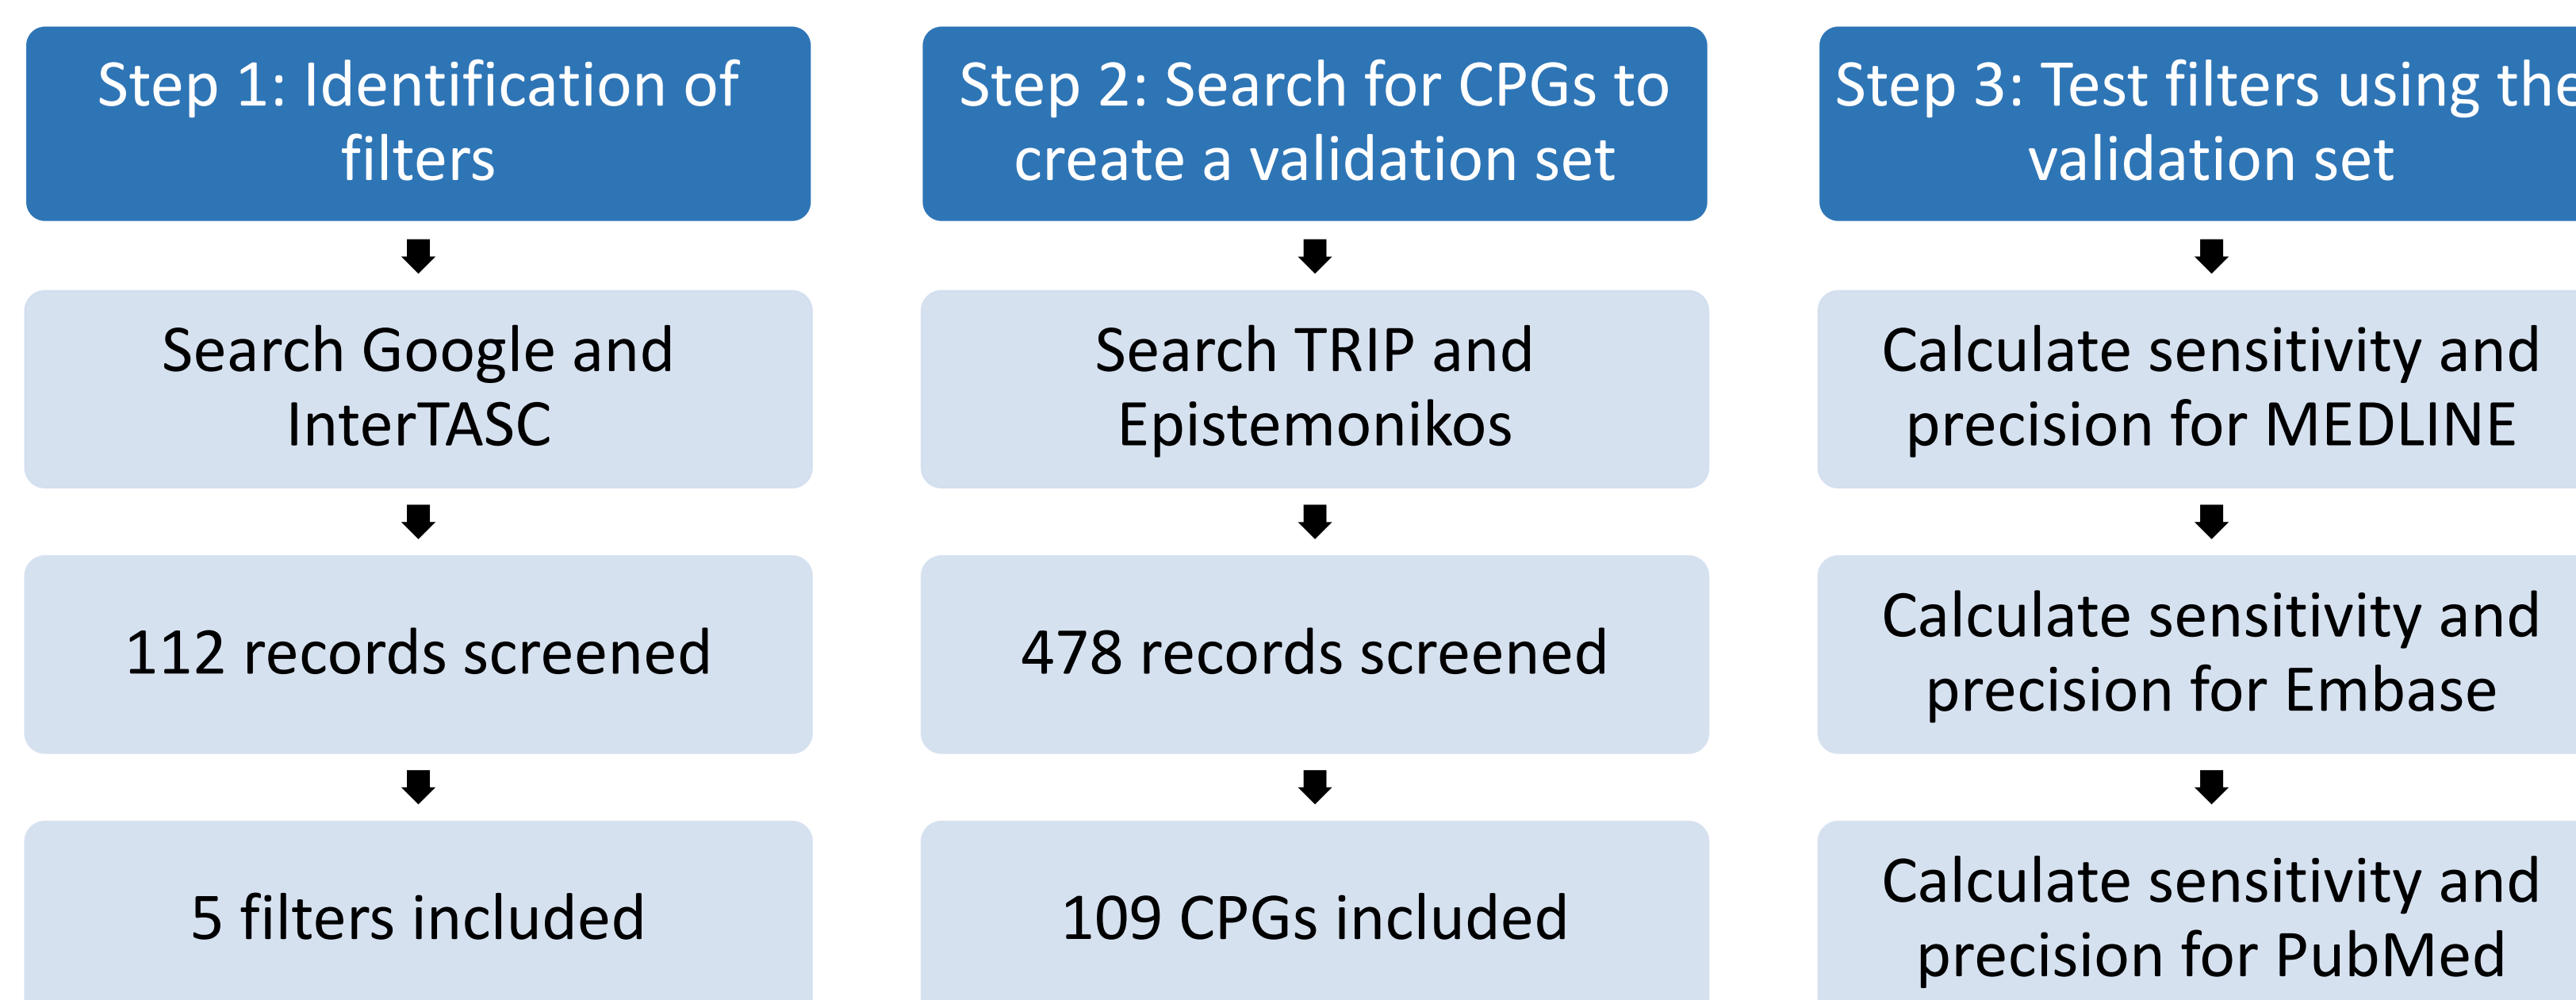 Step 1: Identification of
filters
Search Google and
InterTASC
112 records screened
5 filters included
Step 2: Search for CPGs to
create a validation set
Search TRIP and
Epistemonikos
478 records screened
109 CPGs included
Step 3: Test filters using the
validation set
Calculate sensitivity and
precision for MEDLINE
Calculate sensitivity and
precision for Embase
Calculate sensitivity and
precision for PubMed